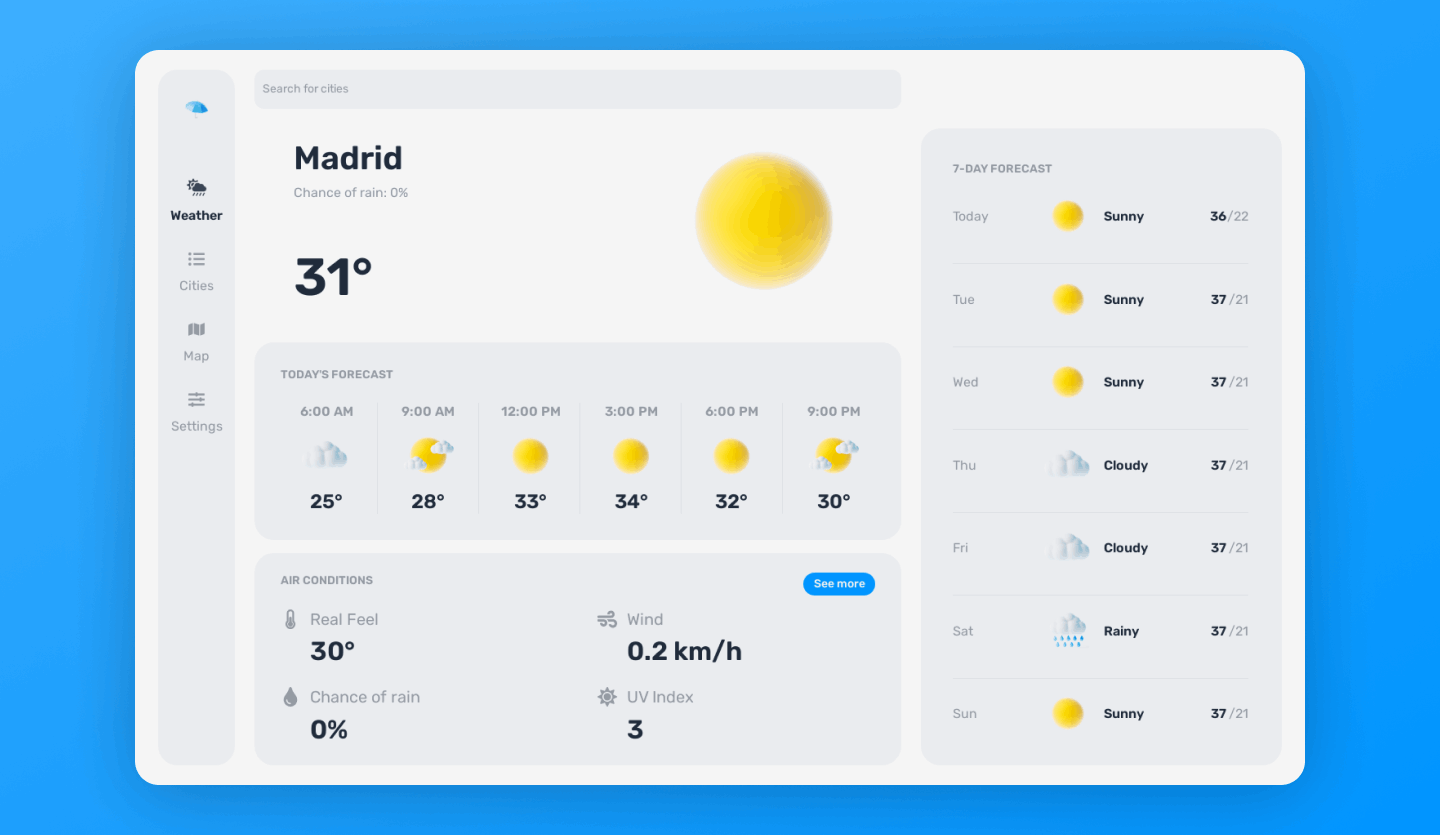 Weather
Cities
Map
Settings
Search for cities
Madrid
Chance of rain: 0%
31°
TODAY'S FORECAST
6:00 AM 9:00 AM 12:00 PM 3:00 PM 6:00 PM 9:00 PM
25° 28° 33° 34° 32° 30°
AIR CONDITIONS
See more
Real Feel
30°
Wind
0.2 km/h
Chance of rain
0%
UV Index
3
7-DAY FORECAST
Today Sunny 36/22
Tue Sunny 37/21
Wed Sunny 37/21
Thu Cloudy 37/21
Fri Cloudy 37/21
Sat Rainy 37/21
Sun Sunny 37/21